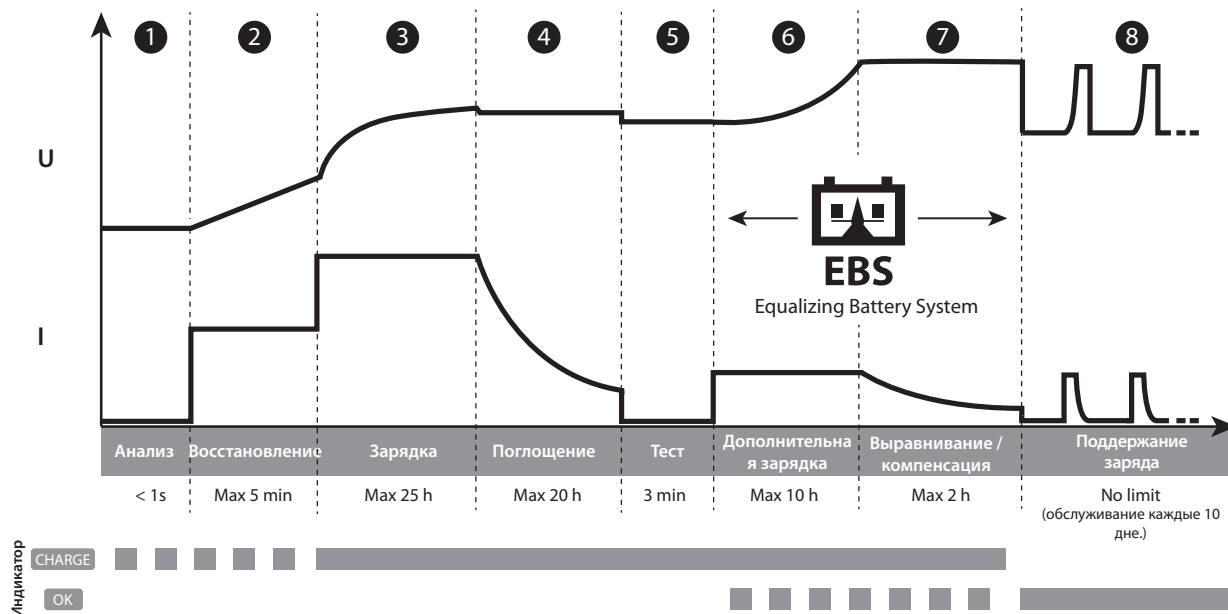 1 2 3 4 5 6 7 8
U
EBS
Equalizing Battery System
I
Анализ
Восстановление
Зарядка
Поглощение
Тест
Дополнительна
я зарядка
Выравнивание /
компенсация
Поддержание
заряда
< 1s
Max 5 min
Max 25 h
Max 20 h
3 min
Max 10 h
Max 2 h
No limit
(обслуживание каждые 10
дне.)
Индикатор
CHARGE
OK